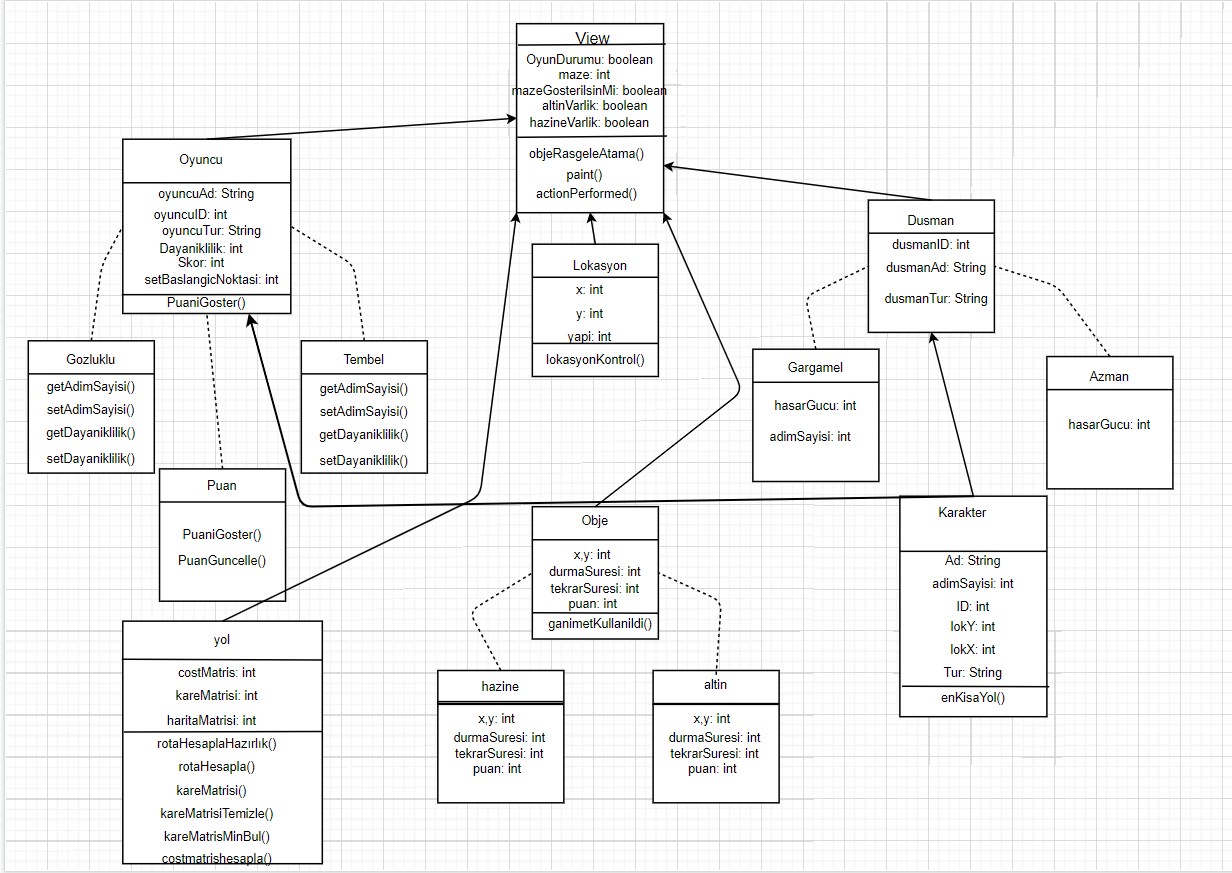 View
OyunDurumu: boolean
maze: int
mazeGosterilsinMi: boolean
altinVarlik: boolean
hazineVarlik: boolean
objeRasgeleAtama()
paint()
actionPerformed()
Oyuncu
oyuncuAd: String
oyuncuID: int
oyuncuTur: String
Dayaniklilik: int
Skor: int
setBaslangicNoktasi: int
PuaniGoster()
Dusman
dusmanID: int
dusmanAd: String
dusmanTur: String
Lokasyon
x: int
y: int
yapi: int
lokasyonKontrol()
Gozluklu
getAdimSayisi()
setAdimSayisi()
getDayaniklilik()
setDayaniklilik()
Tembel
getAdimSayisi()
setAdimSayisi()
getDayaniklilik()
setDayaniklilik()
Gargamel
hasarGucu: int
adimSayisi: int
Azman
hasarGucu: int
Puan
PuaniGoster()
PuanGuncelle()
Obje
x,y: int
durmaSuresi: int
tekrarSuresi: int
puan: int
ganimetKullanildi()
Karakter
Ad: String
adimSayisi: int
ID: int
lokY: int
lokX: int
Tur: String
enKisaYol()
yol
costMatris: int
kareMatrisi: int
haritaMatrisi: int
rotaHesaplaHazırlık()
rotaHesapla()
kareMatrisi()
kareMatrisiTemizle()
kareMatrisMinBul()
costmatrishesapla()
hazine
x,y: int
durmaSuresi: int
tekrarSuresi: int
puan: int
altin
x,y: int
durmaSuresi: int
tekrarSuresi: int
puan: int